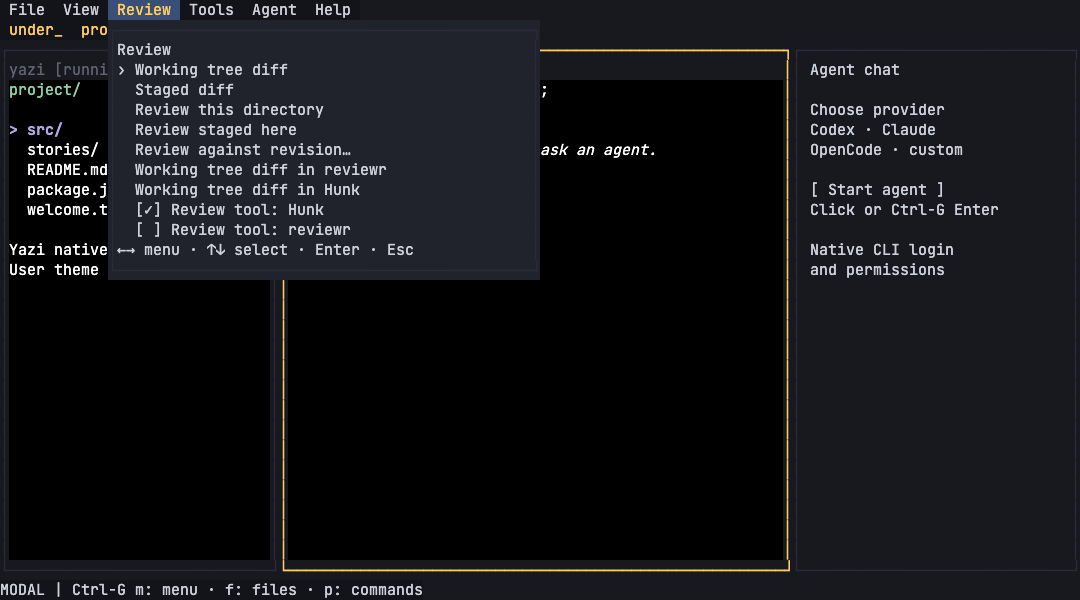 File View Review Tools Agent Help
under_ pro
Review
› Working tree diff
Staged diff
Review this directory
Review staged here
Review against revision…
Working tree diff in reviewr
Working tree diff in Hunk
[✓] Review tool: Hunk
[ ] Review tool: reviewr
←→ menu · ↑↓ select · Enter · Esc
yazi [runni
project/
> src/
stories/
README.md
package.j
welcome.t
Yazi native
User theme
;
ask an agent.
Agent chat
Choose provider
Codex · Claude
OpenCode · custom
[ Start agent ]
Click or Ctrl-G Enter
Native CLI login
and permissions
MODAL | Ctrl-G m: menu · f: files · p: commands